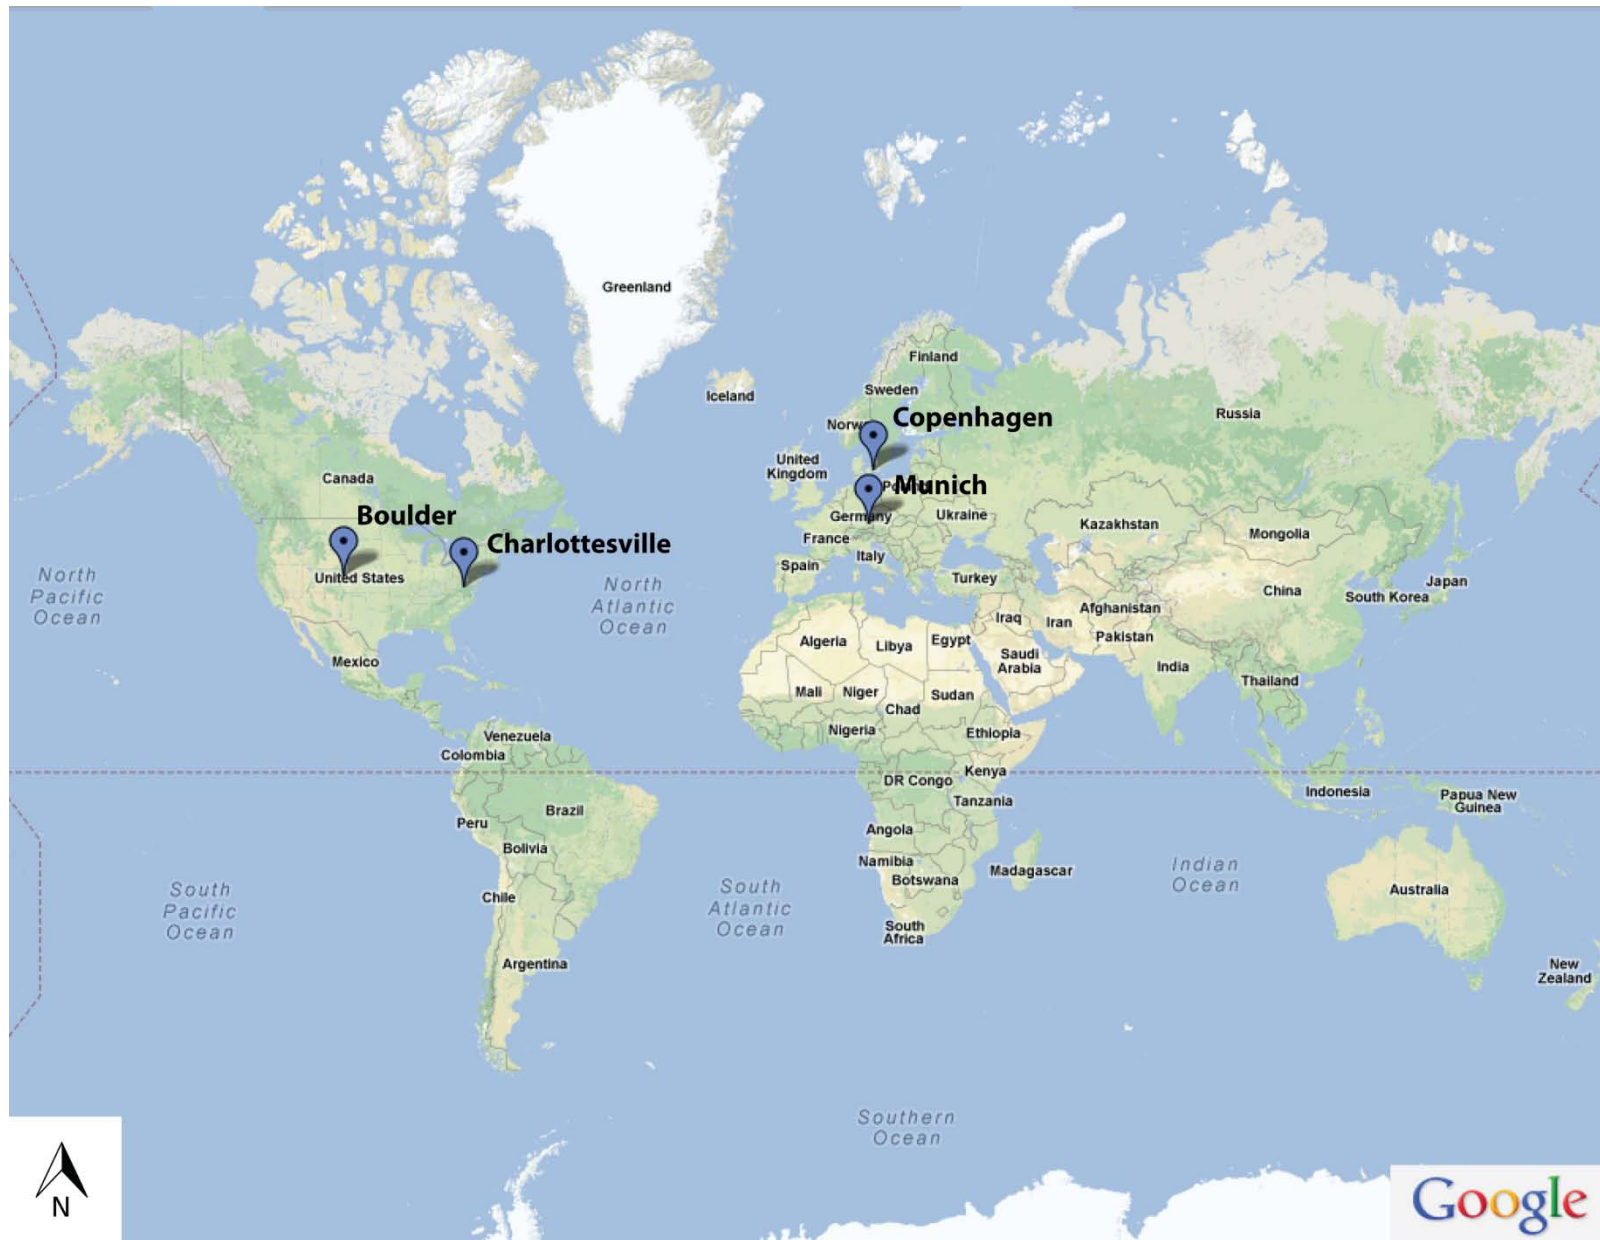 Greenland
Iceland
Finland
Sweden
Norw
Copenhagen
Russia
United
Kingdom
Munich
Germany
Ukraine
France
Italy
Spain
Turkey
Kazakhstan
Mongolia
China
Japan
South Korea
Canada
Boulder
Charlottesville
United States
Mexico
North
Pacific
Ocean
North
Atlantic
Ocean
Algeria
Libya
Egypt
Iraq
Iran
Afghanistan
Pakistan
Saudi
Arabia
India
Thailand
Mali
Niger
Chad
Sudan
Nigeria
Ethiopia
Venezuela
Colombia
DR Congo
Kenya
Tanzania
Brazil
Peru
Bolivia
Angola
Namibia
Botswana
Madagascar
Indonesia
Papua New
Guinea
Chile
South
Pacific
Ocean
South
Atlantic
Ocean
Indian
Ocean
Australia
South
Africa
Argentina
New
Zealand
Southern
Ocean
N
Google